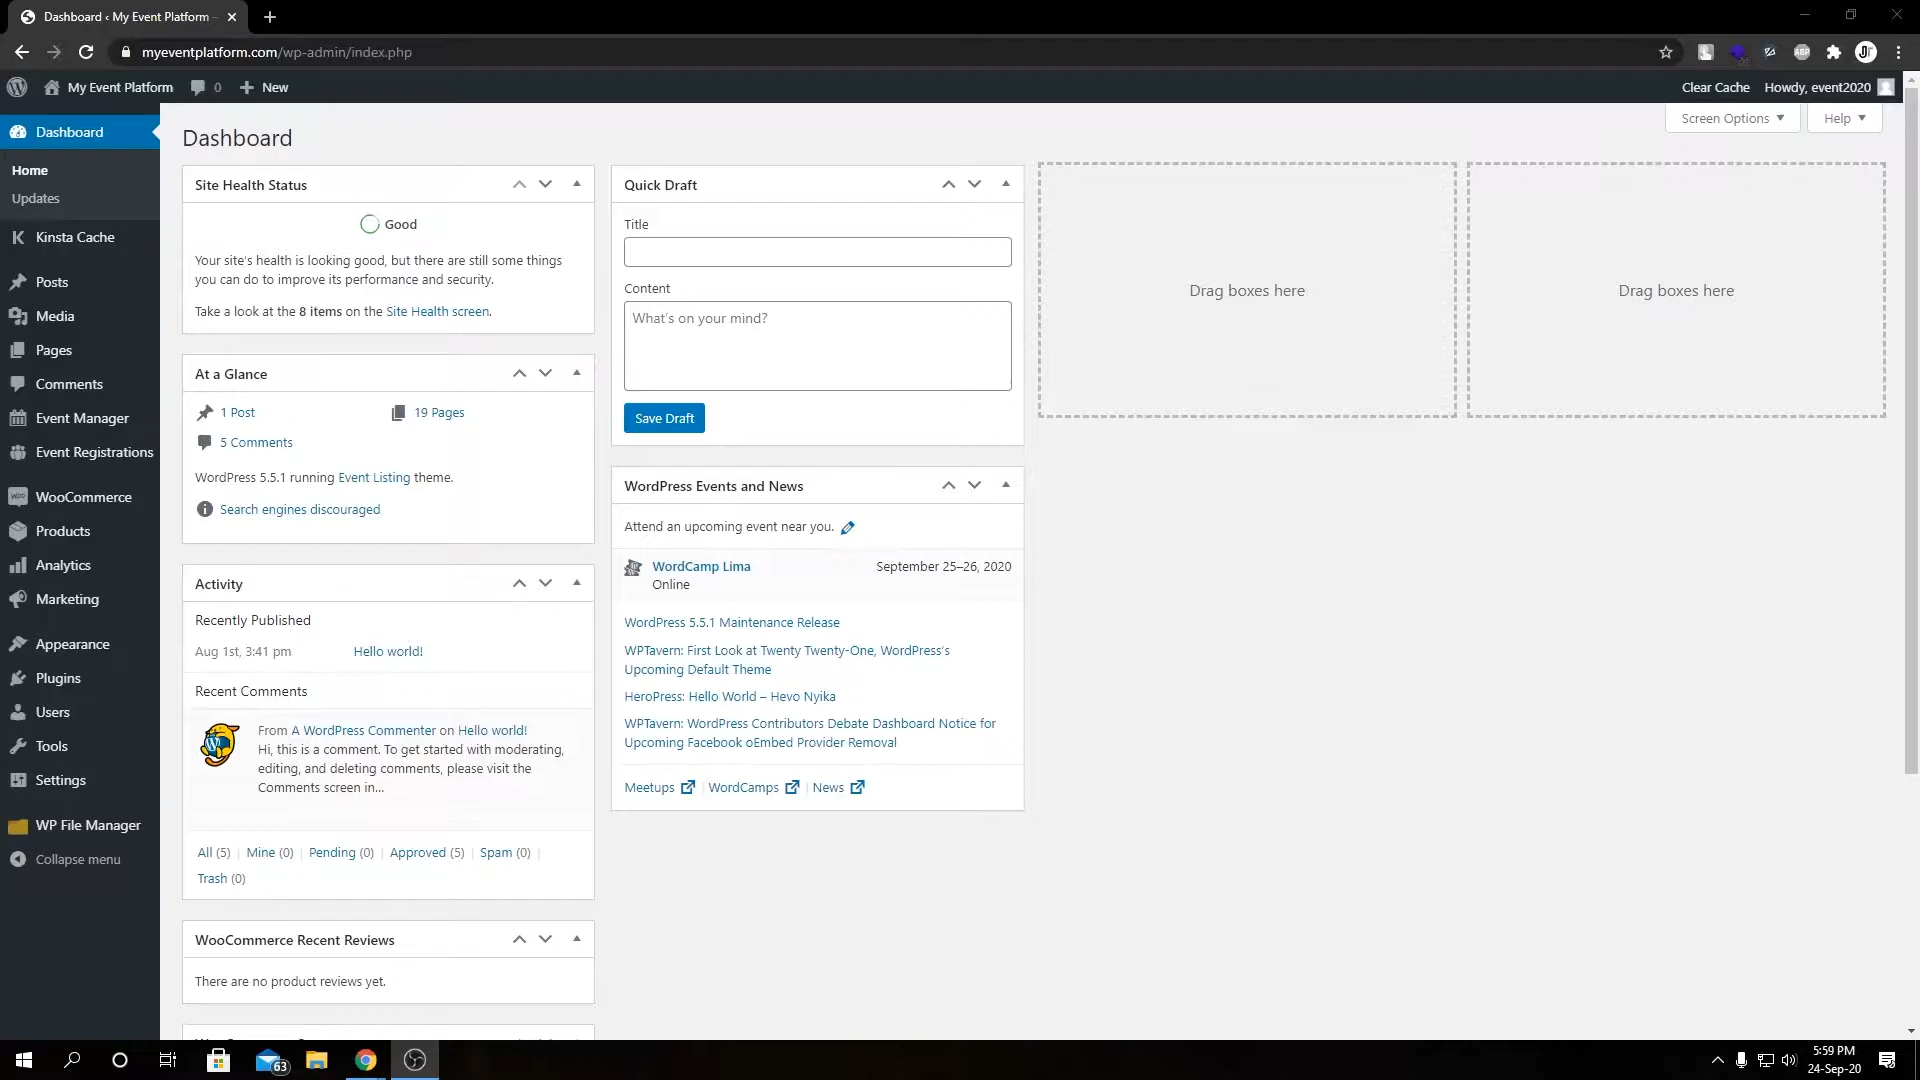 Dashboard ‹ My Event Platform –
myeventplatform.com/wp-admin/index.php
My Event Platform 0 New
Clear Cache Howdy, event2020
Screen Options Help
Dashboard
Home
Updates
Kinsta Cache
Posts
Media
Pages
Comments
Event Manager
Event Registrations
WooCommerce
Products
Analytics
Marketing
Appearance
Plugins
Users
Tools
Settings
WP File Manager
Collapse menu
Dashboard
Site Health Status
Good
Your site's health is looking good, but there are still some things
you can do to improve its performance and security.
Take a look at the 8 items on the Site Health screen.
At a Glance
1 Post 19 Pages
5 Comments
WordPress 5.5.1 running Event Listing theme.
Search engines discouraged
Activity
Recently Published
Aug 1st, 3:41 pm Hello world!
Recent Comments
From A WordPress Commenter on Hello world!
Hi, this is a comment. To get started with moderating,
editing, and deleting comments, please visit the
Comments screen in…
All (5) | Mine (0) | Pending (0) | Approved (5) | Spam (0) |
Trash (0)
WooCommerce Recent Reviews
There are no product reviews yet.
Quick Draft
Title
Content
What's on your mind?
Save Draft
WordPress Events and News
Attend an upcoming event near you.
WordCamp Lima September 25–26, 2020
Online
WordPress 5.5.1 Maintenance Release
WPTavern: First Look at Twenty Twenty-One, WordPress's
Upcoming Default Theme
HeroPress: Hello World – Hevo Nyika
WPTavern: WordPress Contributors Debate Dashboard Notice for
Upcoming Facebook oEmbed Provider Removal
Meetups | WordCamps | News
Drag boxes here
Drag boxes here
63
5:59 PM
24-Sep-20